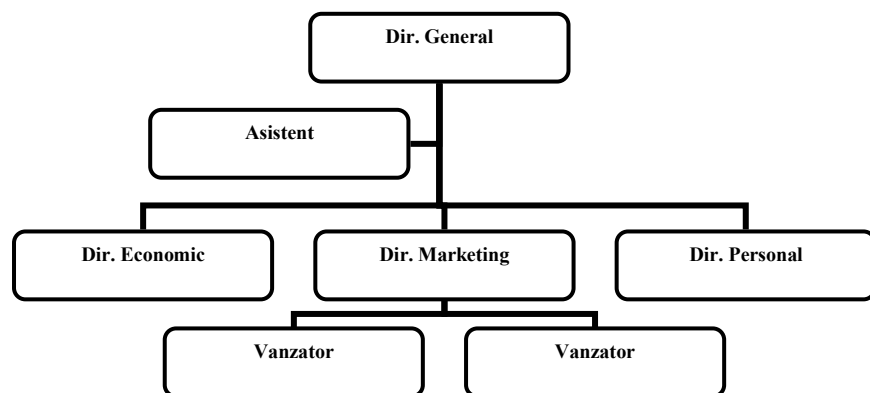 Dir. General
Asistent
Dir. Economic
Dir. Marketing
Dir. Personal
Vanzator
Vanzator